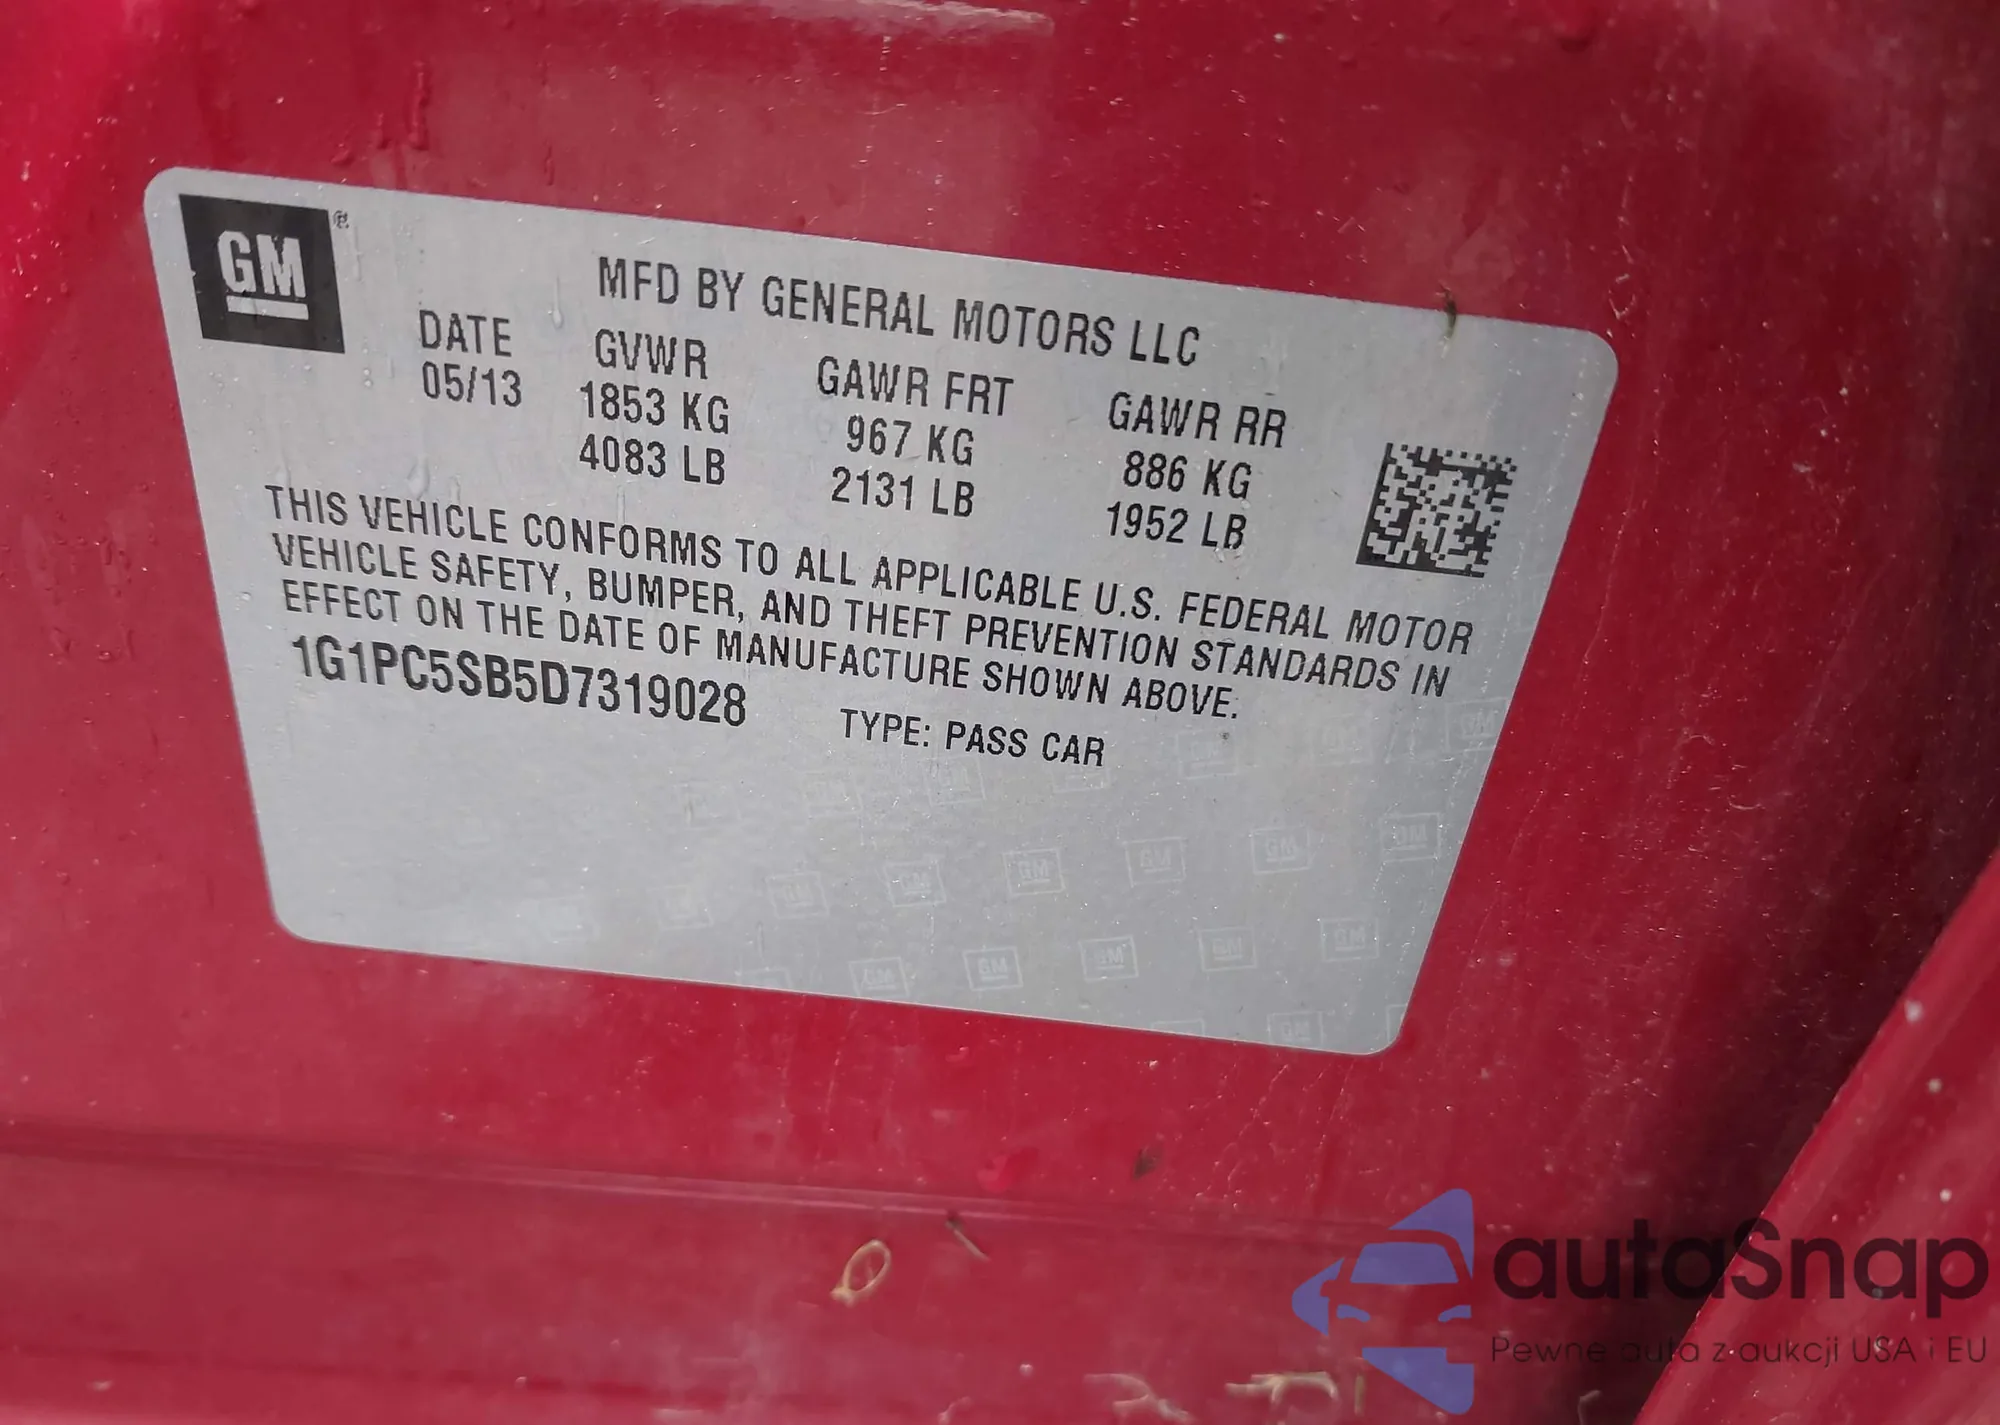 GM
MFD BY GENERAL MOTORS LLC
DATE GVWR GAWR FRT GAWR RR
05/13 1853 KG 967 KG 886 KG
4083 LB 2131 LB 1952 LB
THIS VEHICLE CONFORMS TO ALL APPLICABLE U.S. FEDERAL MOTOR
VEHICLE SAFETY, BUMPER, AND THEFT PREVENTION STANDARDS IN
EFFECT ON THE DATE OF MANUFACTURE SHOWN ABOVE.
1G1PC5SB5D7319028 TYPE: PASS CAR
autaSnap
Pewne auta z aukcji USA i EU